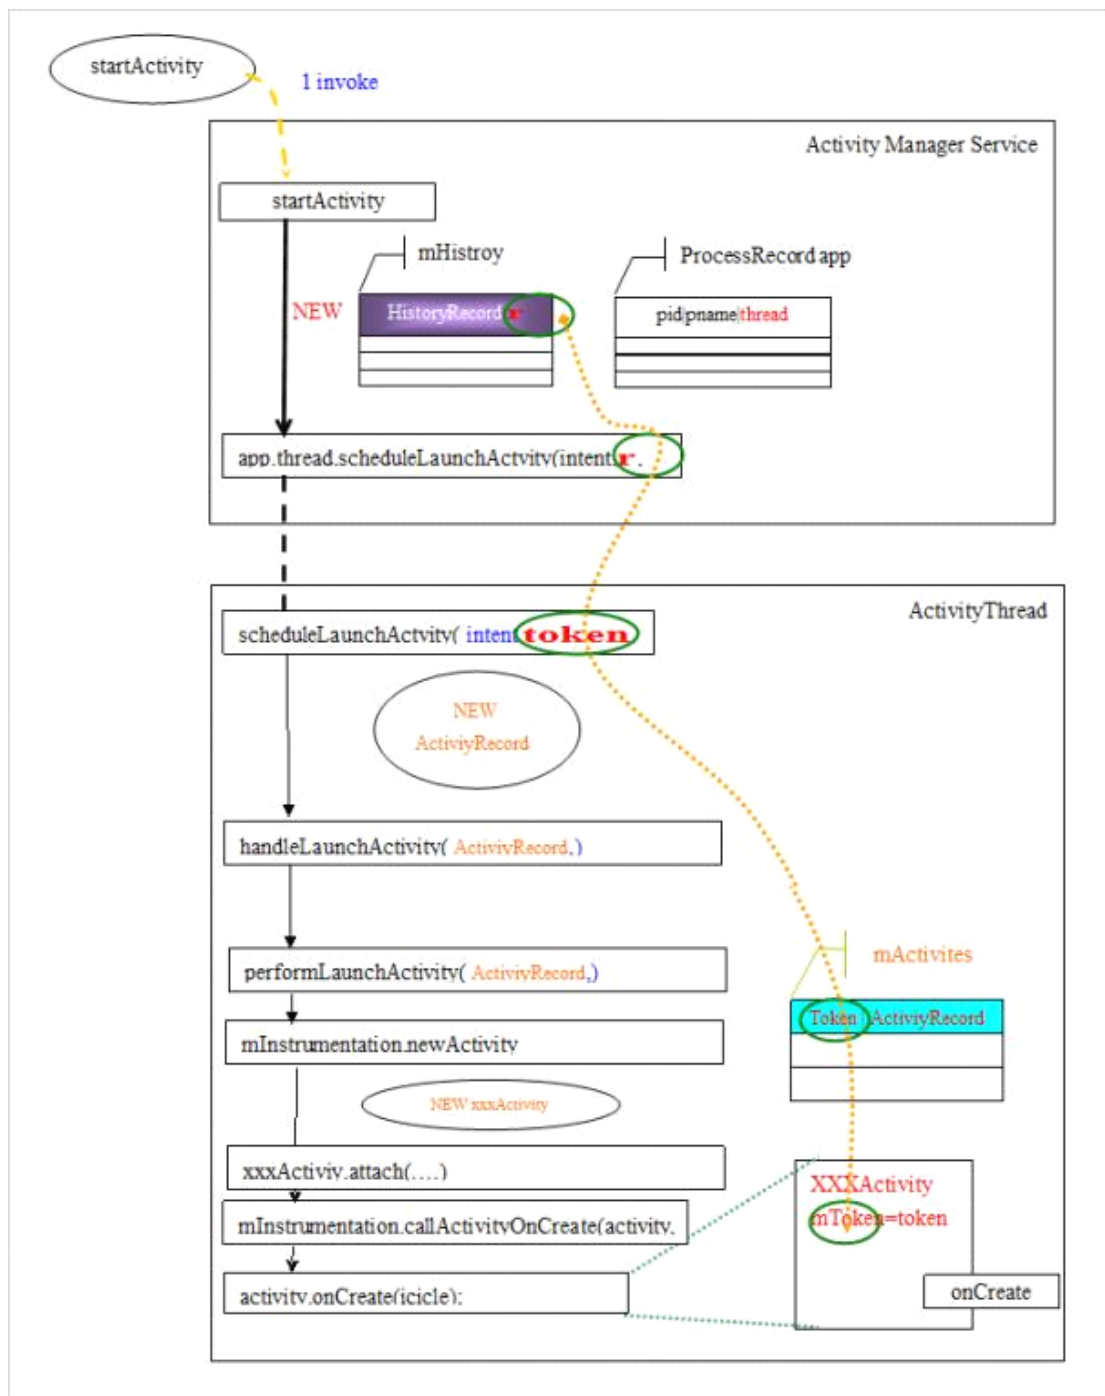 startActivity
1 invoke
Activity Manager Service
startActivity
mHistroy
ProcessRecord app
NEW
HistoryRecord r
pid|pname|thread
app.thread.scheduleLaunchActvity(intent, r ,
ActivityThread
scheduleLaunchActvity( intent token
NEW
ActiviyRecord
handleLaunchActivity( ActiviyRecord,)
mActivites
performLaunchActivity( ActiviyRecord,)
Token ActiviyRecord
mInstrumentation.newActivity
NEW xxxActivity
xxxActiviy.attach(....)
XXXActivity
mToken=token
mInstrumentation.callActivityOnCreate(activity,
onCreate
activity.onCreate(icicle);